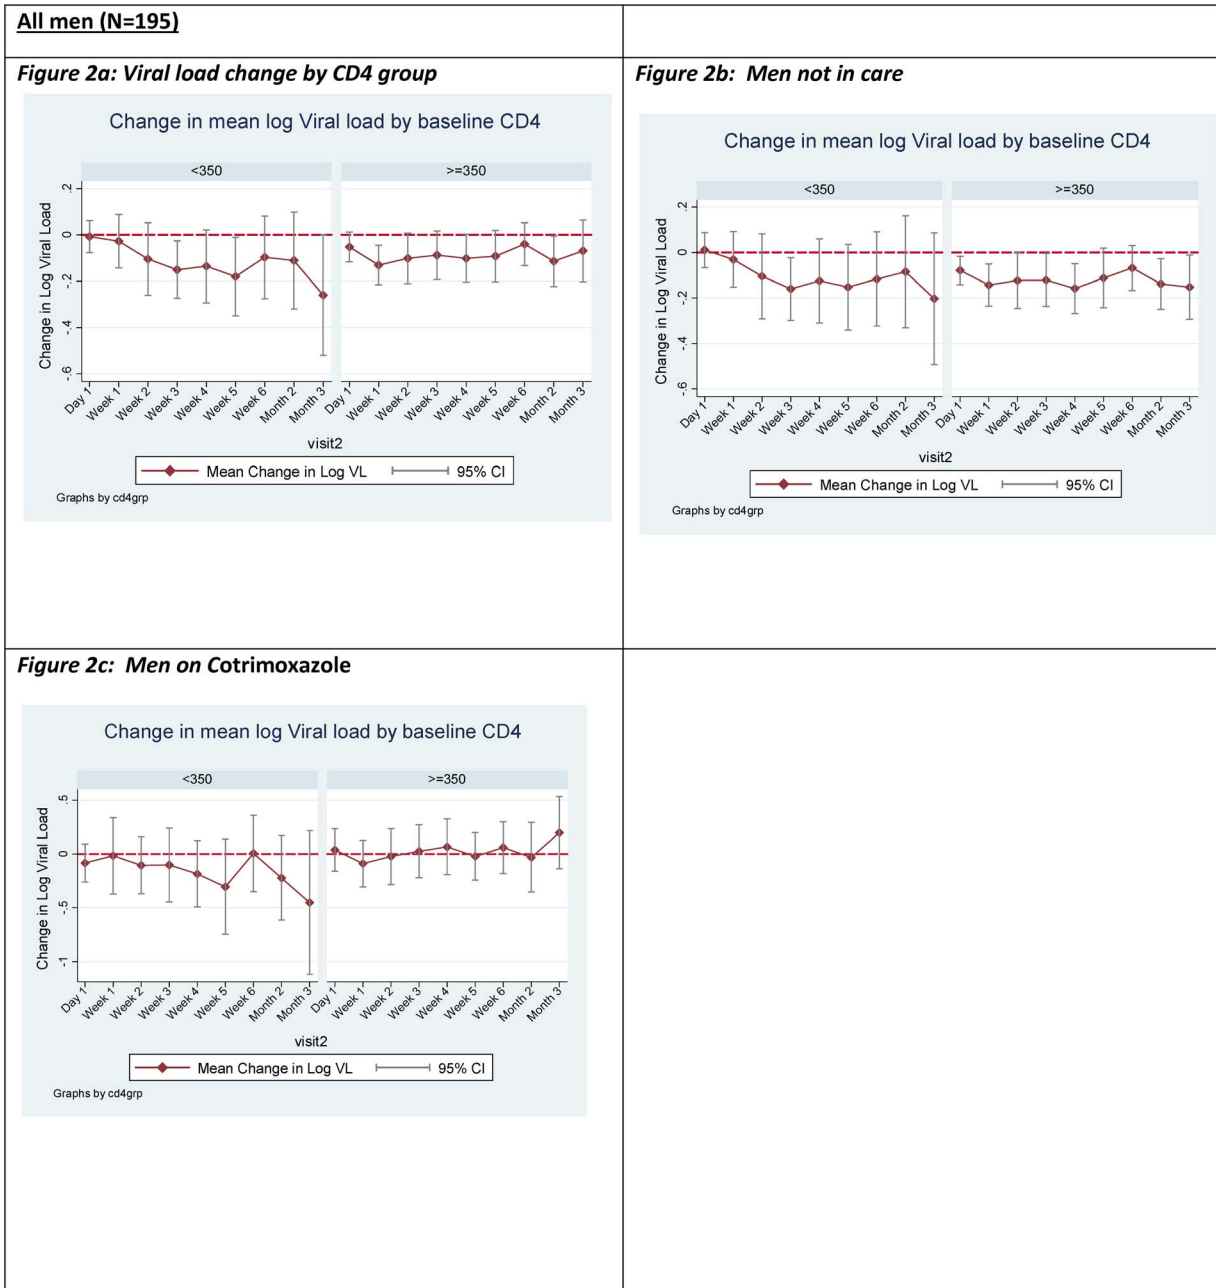 All men (N=195)
Figure 2a: Viral load change by CD4 group
Change in mean log Viral load by baseline CD4
<350
>=350
Change in Log Viral Load
.2
0
-.2
-.4
-.6
Day 1 Week 1 Week 2 Week 3 Week 4 Week 5 Week 6 Month 2 Month 3
Day 1 Week 1 Week 2 Week 3 Week 4 Week 5 Week 6 Month 2 Month 3
visit2
Mean Change in Log VL 95% CI
Graphs by cd4grp
Figure 2b: Men not in care
Change in mean log Viral load by baseline CD4
<350
>=350
Change in Log Viral Load
.2
0
-.2
-.4
-.6
Day 1 Week 1 Week 2 Week 3 Week 4 Week 5 Week 6 Month 2 Month 3
Day 1 Week 1 Week 2 Week 3 Week 4 Week 5 Week 6 Month 2 Month 3
visit2
Mean Change in Log VL 95% CI
Graphs by cd4grp
Figure 2c: Men on Cotrimoxazole
Change in mean log Viral load by baseline CD4
<350
>=350
Change in Log Viral Load
.5
0
-.5
-1
Day 1 Week 1 Week 2 Week 3 Week 4 Week 5 Week 6 Month 2 Month 3
Day 1 Week 1 Week 2 Week 3 Week 4 Week 5 Week 6 Month 2 Month 3
visit2
Mean Change in Log VL 95% CI
Graphs by cd4grp